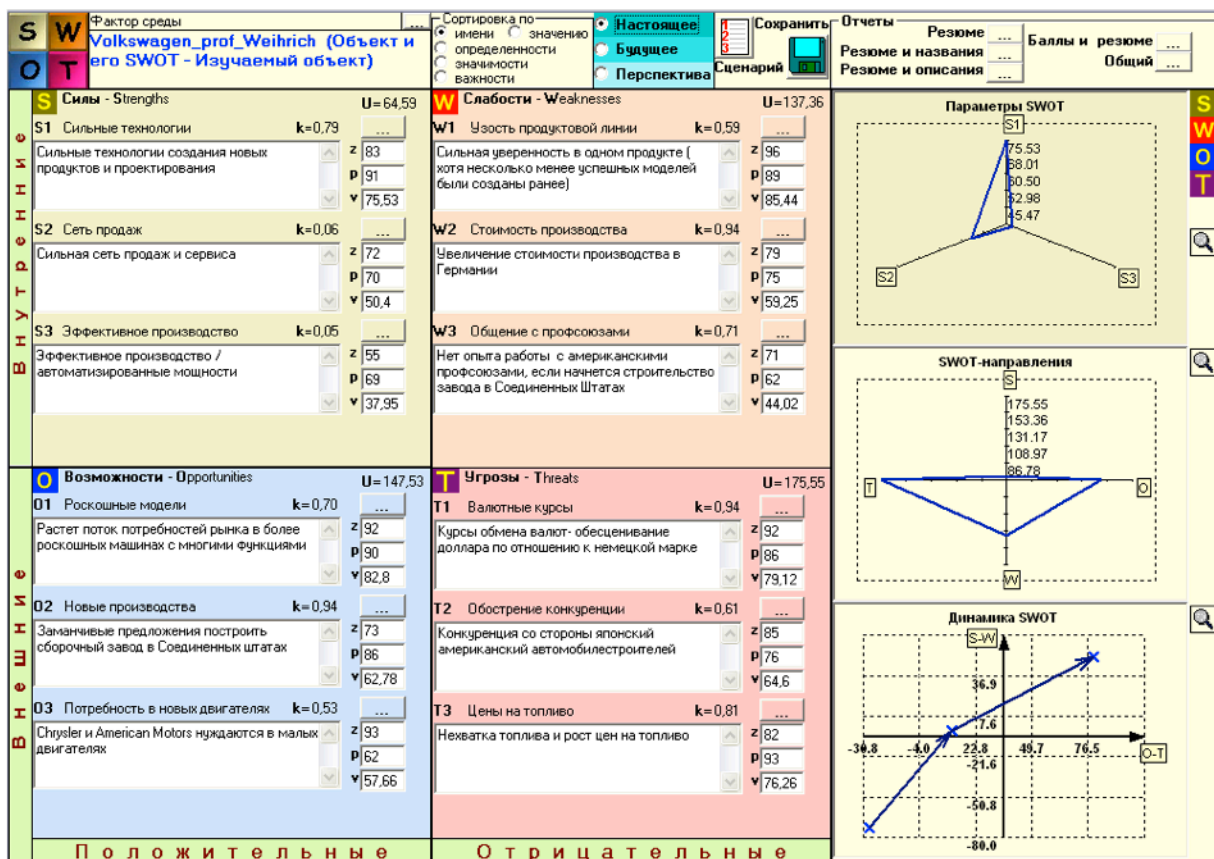 S W O T
Фактор среды ...
Volkswagen_prof_Weihrich (Объект и
его SWOT - Изучаемый объект)
Сортировка по
имени значению
определенности
значимости
важности
Настоящее
Будущее
Перспектива
1 2 3
Сценарий
Сохранить
Отчеты
Резюме ...
Резюме и названия ...
Резюме и описания ...
Баллы и резюме ...
Общий ...
Внутренние
S Силы - Strengths U=64,59
S1 Сильные технологии k=0,79 ...
Сильные технологии создания новых
продуктов и проектирования
z 83
p 91
v 75,53
S2 Сеть продаж k=0,06 ...
Сильная сеть продаж и сервиса
z 72
p 70
v 50,4
S3 Эффективное производство k=0,05 ...
Эффективное производство /
автоматизированные мощности
z 55
p 69
v 37,95
W Слабости - Weaknesses U=137,36
W1 Узость продуктовой линии k=0,59 ...
Сильная уверенность в одном продукте (
хотя несколько менее успешных моделей
были созданы ранее)
z 96
p 89
v 85,44
W2 Стоимость производства k=0,94 ...
Увеличение стоимости производства в
Германии
z 79
p 75
v 59,25
W3 Общение с профсоюзами k=0,71 ...
Нет опыта работы с американскими
профсоюзами, если начнется строительство
завода в Соединенных Штатах
z 71
p 62
v 44,02
Внешние
O Возможности - Opportunities U=147,53
O1 Роскошные модели k=0,70 ...
Растет поток потребностей рынка в более
роскошных машинах с многими функциями
z 92
p 90
v 82,8
O2 Новые производства k=0,94 ...
Заманчивые предложения построить
сборочный завод в Соединенных штатах
z 73
p 86
v 62,78
O3 Потребность в новых двигателях k=0,53 ...
Chrysler и American Motors нуждаются в малых
двигателях
z 93
p 62
v 57,66
T Угрозы - Threats U=175,55
T1 Валютные курсы k=0,94 ...
Курсы обмена валют- обесценивание
доллара по отношению к немецкой марке
z 92
p 86
v 79,12
T2 Обострение конкуренции k=0,61 ...
Конкуренция со стороны японский
американский автомобилестроителей
z 85
p 76
v 64,6
T3 Цены на топливо k=0,81 ...
Нехватка топлива и рост цен на топливо
z 82
p 93
v 76,26
Положительные
Отрицательные
Параметры SWOT
S1
75.53
68.01
60.50
52.98
45.47
S2
S3
SWOT-направления
S
175.55
153.36
131.17
108.97
86.78
T
O
W
Динамика SWOT
S-W
36.9
7.6
-30.8 -4.0 22.8 49.7 76.5
O-T
-21.6
-50.8
-80.0
S
W
O
T